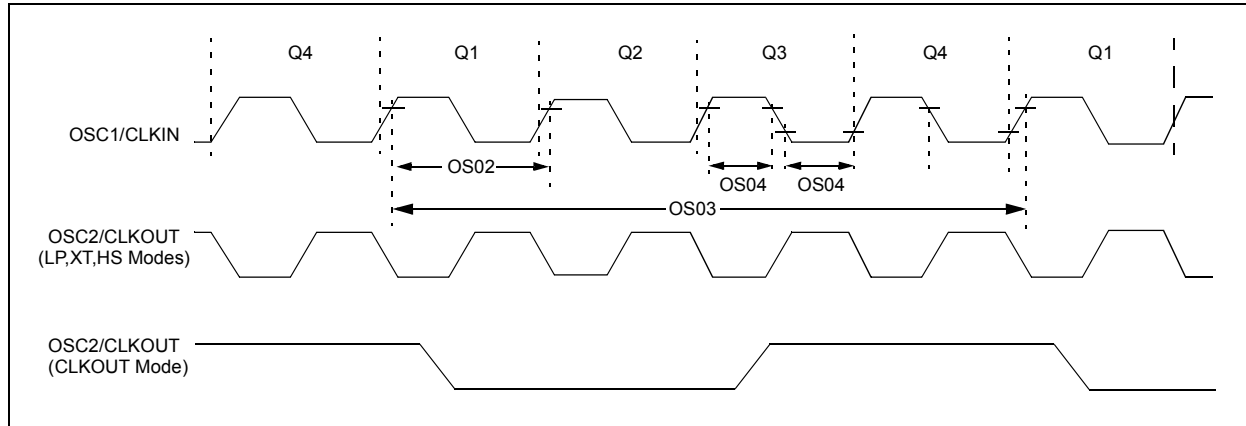 Q4 Q1 Q2 Q3 Q4 Q1
OSC1/CLKIN
OS02
OS04 OS04
OS03
OSC2/CLKOUT
(LP,XT,HS Modes)
OSC2/CLKOUT
(CLKOUT Mode)